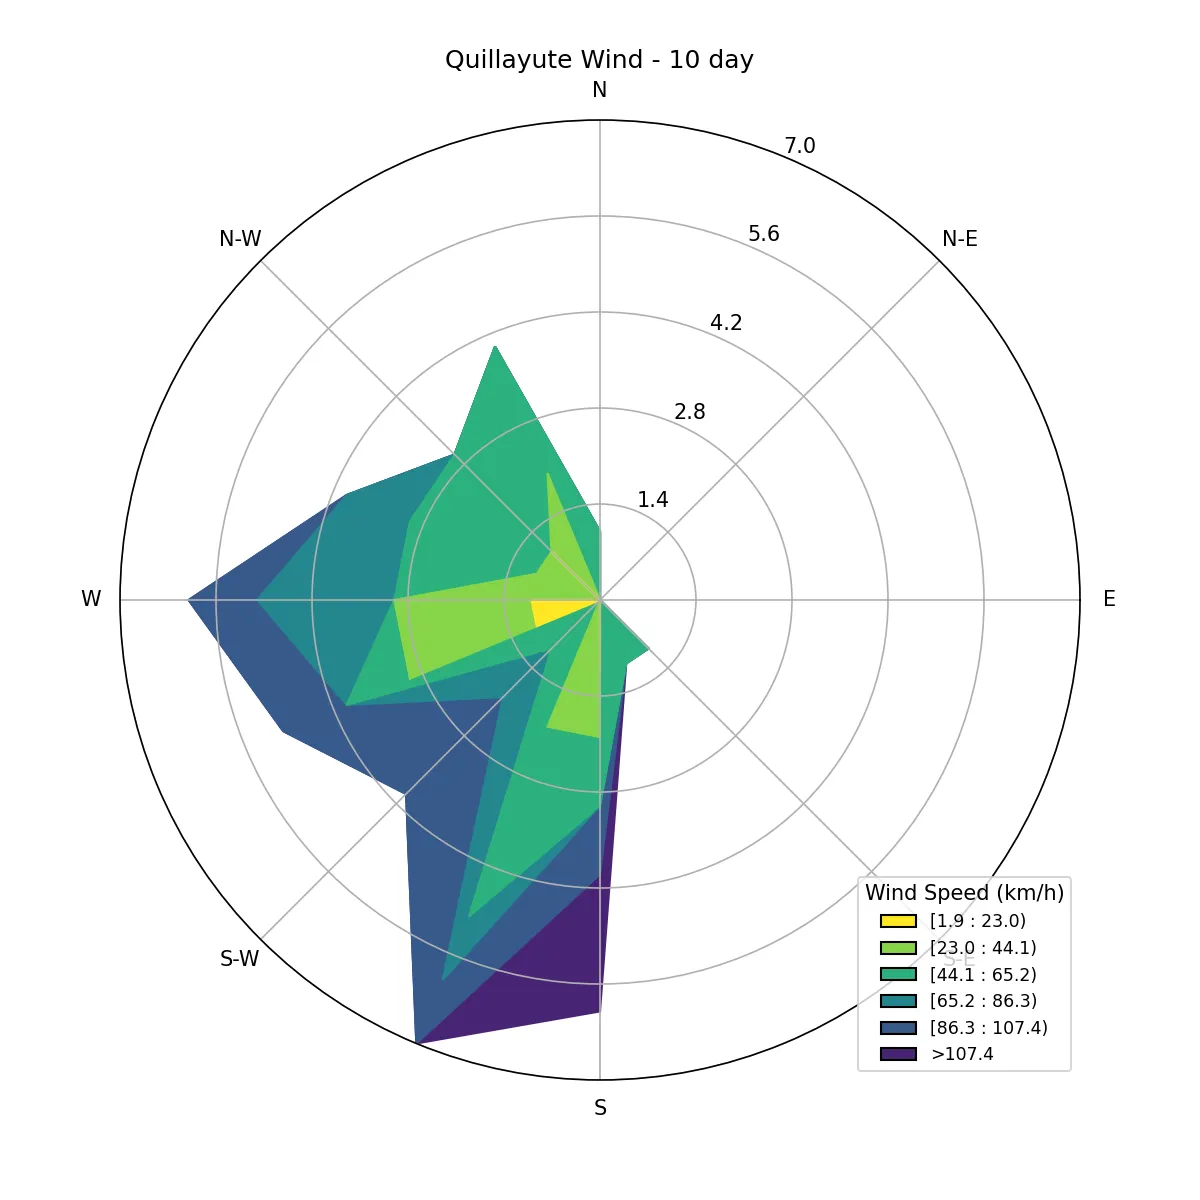 Quillayute Wind - 10 day
N
7.0
5.6
N-W
N-E
4.2
2.8
1.4
W
E
Wind Speed (km/h)
[1.9 : 23.0)
[23.0 : 44.1)
S-W
S-E
[44.1 : 65.2)
[65.2 : 86.3)
[86.3 : 107.4)
>107.4
S